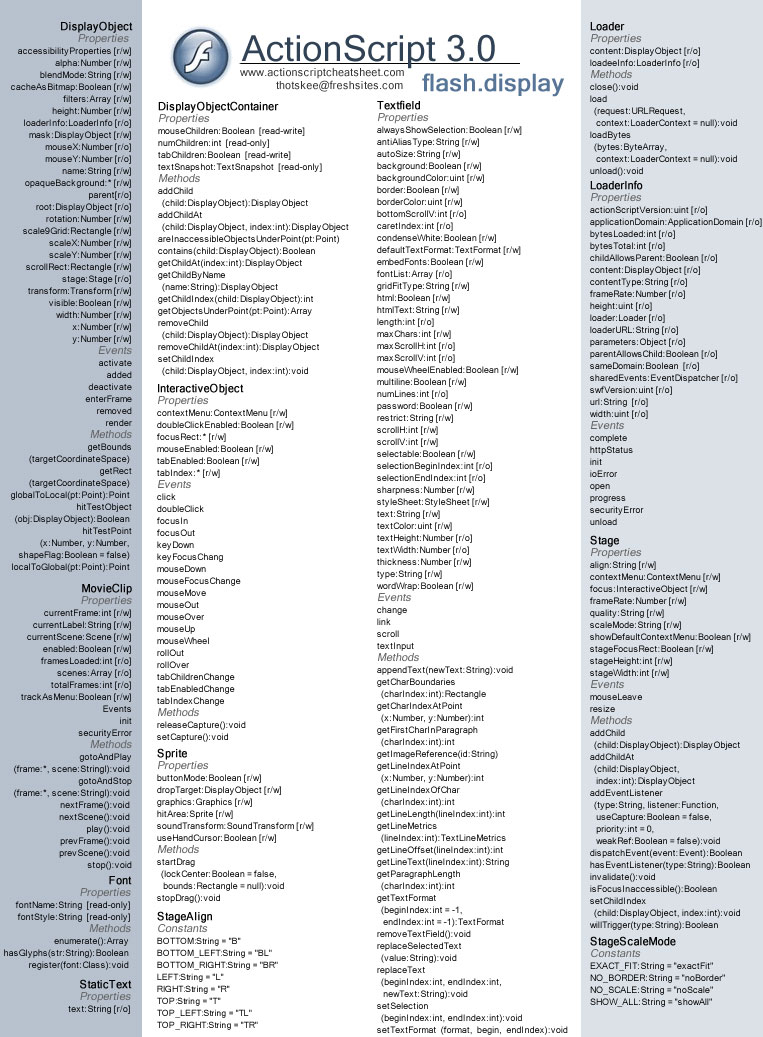 DisplayObject
Properties
accessibilityProperties [r/w]
alpha:Number [r/w]
blendMode:String [r/w]
cacheAsBitmap:Boolean [r/w]
filters:Array [r/w]
height:Number [r/w]
loaderInfo:LoaderInfo [r/o]
mask:DisplayObject [r/w]
mouseX:Number [r/o]
mouseY:Number [r/o]
name:String [r/w]
opaqueBackground:* [r/w]
parent[r/o]
root:DisplayObject [r/o]
rotation:Number [r/w]
scale9Grid:Rectangle [r/w]
scaleX:Number [r/w]
scaleY:Number [r/w]
scrollRect:Rectangle [r/w]
stage:Stage [r/o]
transform:Transform [r/w]
visible:Boolean [r/w]
width:Number [r/w]
x:Number [r/w]
y:Number [r/w]
Events
activate
added
deactivate
enterFrame
removed
render
Methods
getBounds
(targetCoordinateSpace)
getRect
(targetCoordinateSpace)
globalToLocal(pt:Point):Point
hitTestObject
(obj:DisplayObject):Boolean
hitTestPoint
(x:Number, y:Number,
shapeFlag:Boolean = false)
localToGlobal(pt:Point):Point
MovieClip
Properties
currentFrame:int [r/w]
currentLabel:String [r/w]
currentScene:Scene [r/w]
enabled:Boolean [r/w]
framesLoaded:int [r/o]
scenes:Array [r/o]
totalFrames:int [r/o]
trackAsMenu:Boolean [r/w]
Events
init
securityError
Methods
gotoAndPlay
(frame:*, scene:Stringl):void
gotoAndStop
(frame:*, scene:Stringl):void
nextFrame():void
nextScene():void
play():void
prevFrame():void
prevScene():void
stop():void
Font
Properties
fontName:String [read-only]
fontStyle:String [read-only]
Methods
enumerate():Array
hasGlyphs(str:String):Boolean
register(font:Class):void
StaticText
Properties
text:String [r/o]
ActionScript 3.0
www.actionscriptcheatsheet.com
thotskee@freshsites.com
flash.display
DisplayObjectContainer
Properties
mouseChildren:Boolean [read-write]
numChildren:int [read-only]
tabChildren:Boolean [read-write]
textSnapshot:TextSnapshot [read-only]
Methods
addChild
(child:DisplayObject):DisplayObject
addChildAt
(child:DisplayObject, index:int):DisplayObject
areInaccessibleObjectsUnderPoint(pt:Point)
contains(child:DisplayObject):Boolean
getChildAt(index:int):DisplayObject
getChildByName
(name:String):DisplayObject
getChildIndex(child:DisplayObject):int
getObjectsUnderPoint(pt:Point):Array
removeChild
(child:DisplayObject):DisplayObject
removeChildAt(index:int):DisplayObject
setChildIndex
(child:DisplayObject, index:int):void
InteractiveObject
Properties
contextMenu:ContextMenu [r/w]
doubleClickEnabled:Boolean [r/w]
focusRect:* [r/w]
mouseEnabled:Boolean [r/w]
tabEnabled:Boolean [r/w]
tabIndex:* [r/w]
Events
click
doubleClick
focusIn
focusOut
keyDown
keyFocusChang
mouseDown
mouseFocusChange
mouseMove
mouseOut
mouseOver
mouseUp
mouseWheel
rollOut
rollOver
tabChildrenChange
tabEnabledChange
tabIndexChange
Methods
releaseCapture():void
setCapture():void
Sprite
Properties
buttonMode:Boolean [r/w]
dropTarget:DisplayObject [r/w]
graphics:Graphics [r/w]
hitArea:Sprite [r/w]
soundTransform:SoundTransform [r/w]
useHandCursor:Boolean [r/w]
Methods
startDrag
(lockCenter:Boolean = false,
bounds:Rectangle = null):void
stopDrag():void
StageAlign
Constants
BOTTOM:String = "B"
BOTTOM_LEFT:String = "BL"
BOTTOM_RIGHT:String = "BR"
LEFT:String = "L"
RIGHT:String = "R"
TOP:String = "T"
TOP_LEFT:String = "TL"
TOP_RIGHT:String = "TR"
Textfield
Properties
alwaysShowSelection:Boolean [r/w]
antiAliasType:String [r/w]
autoSize:String [r/w]
background:Boolean [r/w]
backgroundColor:uint [r/w]
border:Boolean [r/w]
borderColor:uint [r/w]
bottomScrollV:int [r/w]
caretIndex:int [r/w]
condenseWhite:Boolean [r/w]
defaultTextFormat:TextFormat [r/w]
embedFonts:Boolean [r/w]
fontList:Array [r/o]
gridFitType:String [r/w]
html:Boolean [r/w]
htmlText:String [r/w]
length:int [r/o]
maxChars:int [r/w]
maxScrollH:int [r/o]
maxScrollV:int [r/o]
mouseWheelEnabled:Boolean [r/w]
multiline:Boolean [r/w]
numLines:int [r/o]
password:Boolean [r/w]
restrict:String [r/w]
scrollH:int [r/w]
scrollV:int [r/w]
selectable:Boolean [r/w]
selectionBeginIndex:int [r/o]
selectionEndIndex:int [r/o]
sharpness:Number [r/w]
styleSheet:StyleSheet [r/w]
text:String [r/w]
textColor:uint [r/w]
textHeight:Number [r/o]
textWidth:Number [r/o]
thickness:Number [r/w]
type:String [r/w]
wordWrap:Boolean [r/w]
Events
change
link
scroll
textInput
Methods
appendText(newText:String):void
getCharBoundaries
(charIndex:int):Rectangle
getCharIndexAtPoint
(x:Number, y:Number):int
getFirstCharInParagraph
(charIndex:int):int
getImageReference(id:String)
getLineIndexAtPoint
(x:Number, y:Number):int
getLineIndexOfChar
(charIndex:int):int
getLineLength(lineIndex:int):int
getLineMetrics
(lineIndex:int):TextLineMetrics
getLineOffset(lineIndex:int):int
getLineText(lineIndex:int):String
getParagraphLength
(charIndex:int):int
getTextFormat
(beginIndex:int = -1,
endIndex:int = -1):TextFormat
removeTextField():void
replaceSelectedText
(value:String):void
replaceText
(beginIndex:int, endIndex:int,
newText:String):void
setSelection
(beginIndex:int, endIndex:int):void
setTextFormat (format, begin, endIndex):void
Loader
Properties
content:DisplayObject [r/o]
loadeeInfo:LoaderInfo [r/o]
Methods
close():void
load
(request:URLRequest,
context:LoaderContext = null):void
loadBytes
(bytes:ByteArray,
context:LoaderContext = null):void
unload():void
LoaderInfo
Properties
actionScriptVersion:uint [r/o]
applicationDomain:ApplicationDomain [r/o]
bytesLoaded:int [r/o]
bytesTotal:int [r/o]
childAllowsParent:Boolean [r/o]
content:DisplayObject [r/o]
contentType:String [r/o]
frameRate:Number [r/o]
height:uint [r/o]
loader:Loader [r/o]
loaderURL:String [r/o]
parameters:Object [r/o]
parentAllowsChild:Boolean [r/o]
sameDomain:Boolean [r/o]
sharedEvents:EventDispatcher [r/o]
swfVersion:uint [r/o]
url:String [r/o]
width:uint [r/o]
Events
complete
httpStatus
init
ioError
open
progress
securityError
unload
Stage
Properties
align:String [r/w]
contextMenu:ContextMenu [r/w]
focus:InteractiveObject [r/w]
frameRate:Number [r/w]
quality:String [r/w]
scaleMode:String [r/w]
showDefaultContextMenu:Boolean [r/w]
stageFocusRect:Boolean [r/w]
stageHeight:int [r/w]
stageWidth:int [r/w]
Events
mouseLeave
resize
Methods
addChild
(child:DisplayObject):DisplayObject
addChildAt
(child:DisplayObject,
index:int):DisplayObject
addEventListener
(type:String, listener:Function,
useCapture:Boolean = false,
priority:int = 0,
weakRef:Boolean = false):void
dispatchEvent(event:Event):Boolean
hasEventListener(type:String):Boolean
invalidate():void
isFocusInaccessible():Boolean
setChildIndex
(child:DisplayObject, index:int):void
willTrigger(type:String):Boolean
StageScaleMode
Constants
EXACT_FIT:String = "exactFit"
NO_BORDER:String = "noBorder"
NO_SCALE:String = "noScale"
SHOW_ALL:String = "showAll"